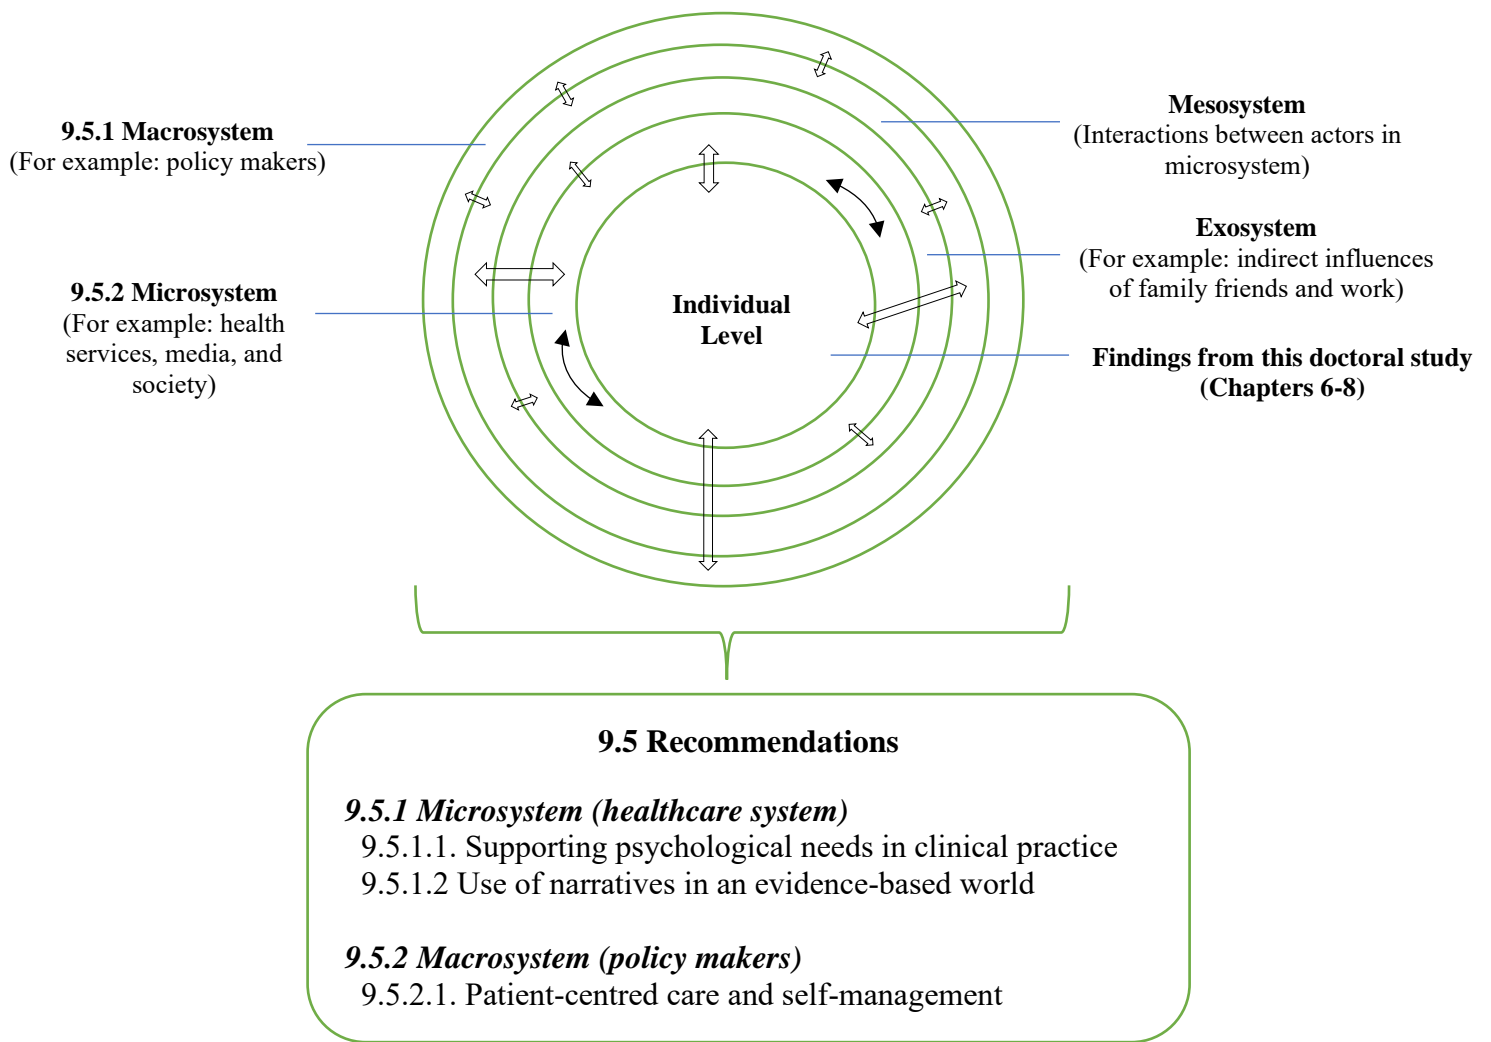 9.5.1 Macrosystem
(For example: policy makers)
9.5.2 Microsystem
(For example: health
services, media, and
society)
Individual
Level
Mesosystem
(Interactions between actors in
microsystem)
Exosystem
(For example: indirect influences
of family friends and work)
Findings from this doctoral study
(Chapters 6-8)
9.5 Recommendations
9.5.1 Microsystem (healthcare system)
9.5.1.1. Supporting psychological needs in clinical practice
9.5.1.2 Use of narratives in an evidence-based world
9.5.2 Macrosystem (policy makers)
9.5.2.1. Patient-centred care and self-management